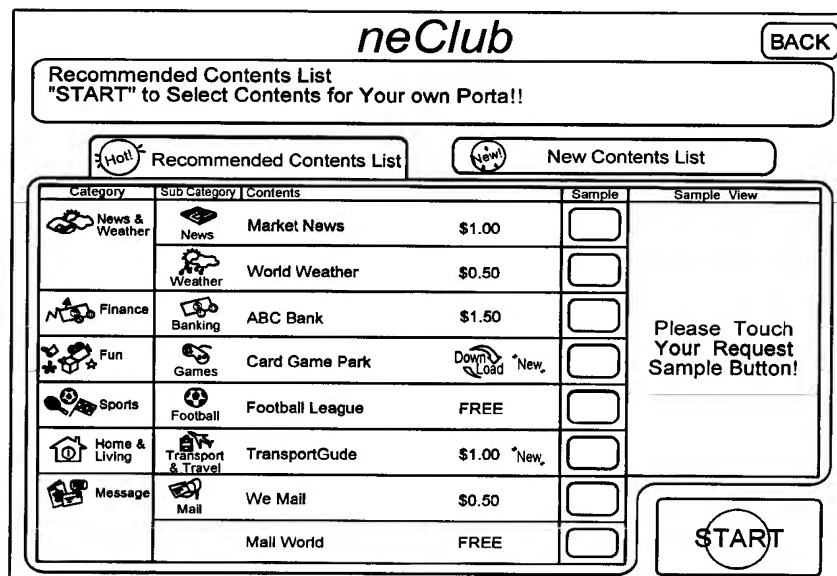 neClub
BACK
Recommended Contents List
"START" to Select Contents for Your own Porta!!
Hot! Recommended Contents List
New! New Contents List
Category Sub Category Contents Sample Sample View
News & Weather News Market News $1.00
Weather World Weather $0.50
Finance Banking ABC Bank $1.50
Fun Games Card Game Park Down Load "New"
Sports Football Football League FREE
Home & Living Transport & Travel TransportGude $1.00 "New"
Message Mail We Mail $0.50
Mail World FREE
Please Touch
Your Request
Sample Button!
START